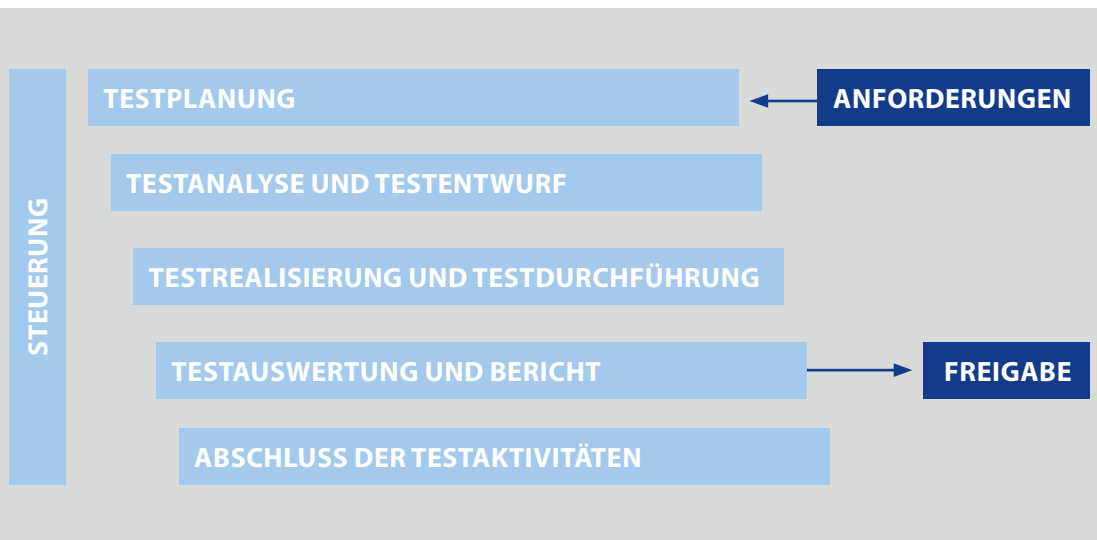 STEUERUNG
TESTPLANUNG
ANFORDERUNGEN
TESTANALYSE UND TESTENTWURF
TESTREALISIERUNG UND TESTDURCHFÜHRUNG
TESTAUSWERTUNG UND BERICHT
FREIGABE
ABSCHLUSS DER TESTAKTIVITÄTEN